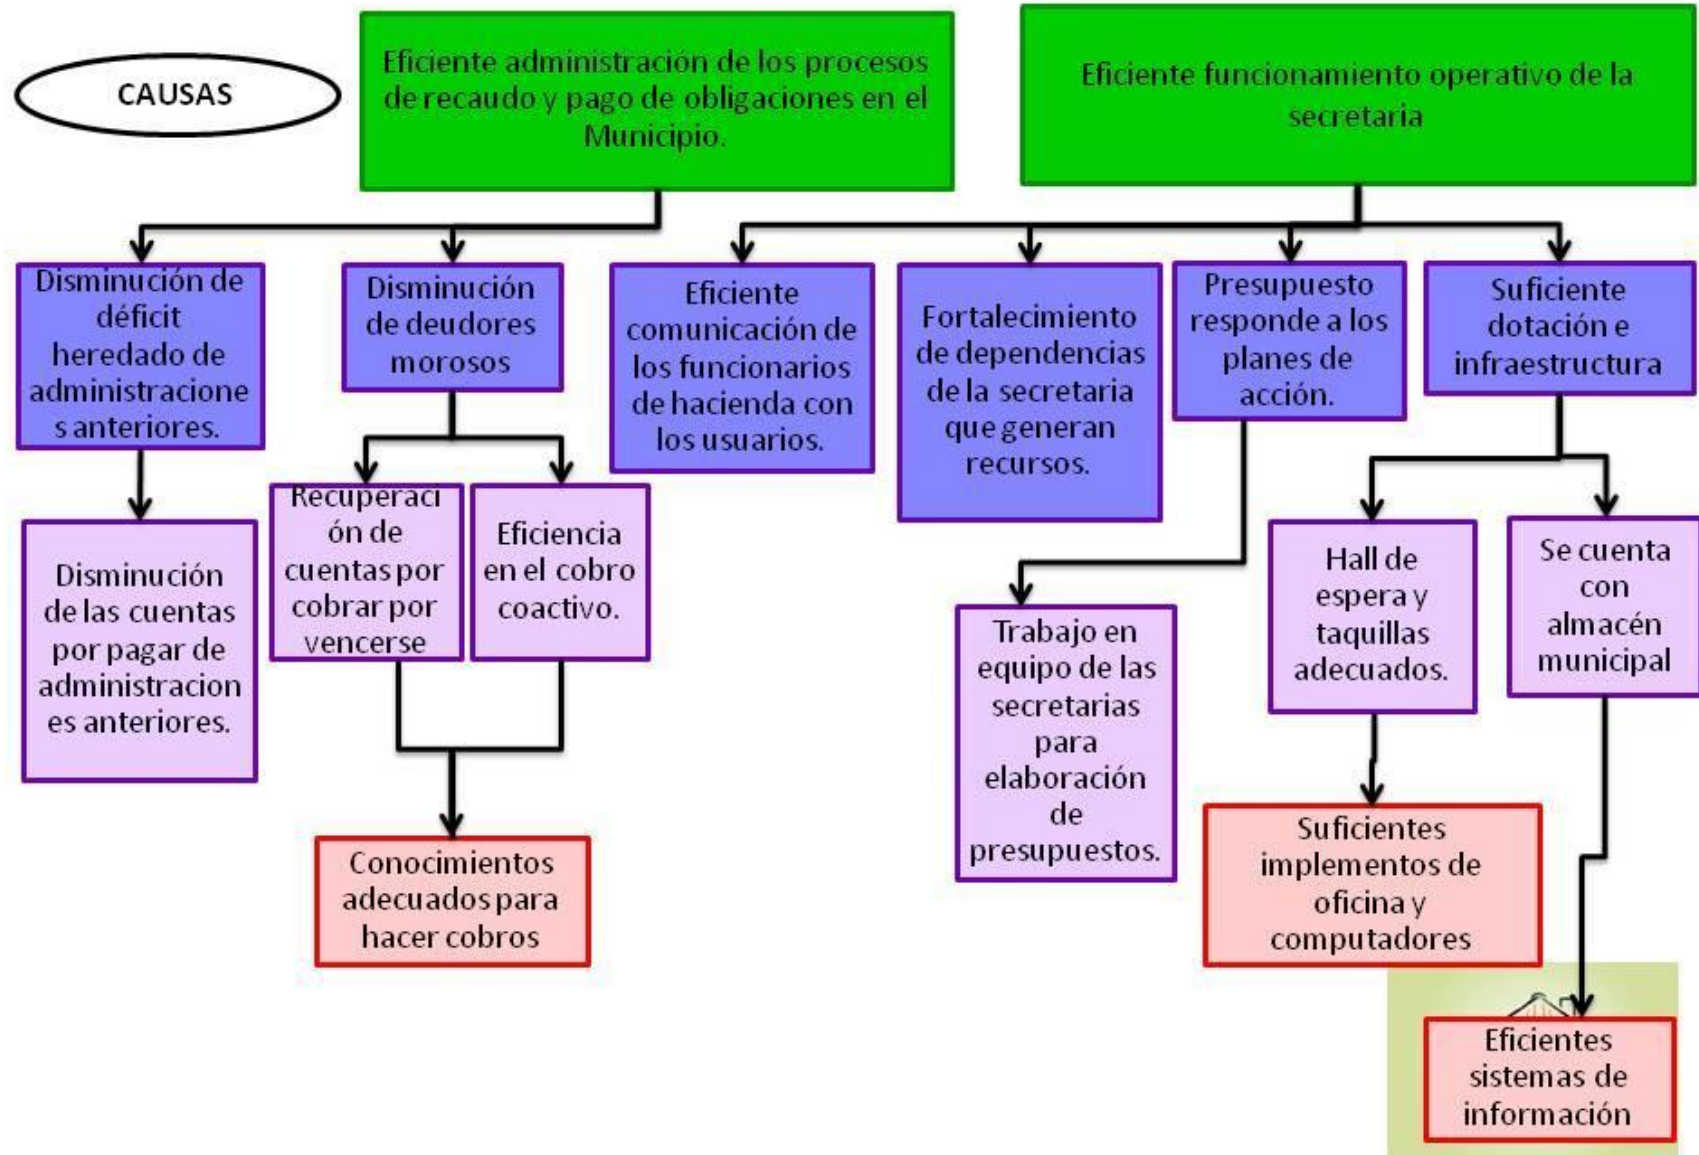 CAUSAS
Eficiente administración de los procesos
de recaudo y pago de obligaciones en el
Municipio.
Eficiente funcionamiento operativo de la
secretaria
Disminución de
déficit
heredado de
administracione
s anteriores.
Disminución
de deudores
morosos
Eficiente
comunicación de
los funcionarios
de hacienda con
los usuarios.
Fortalecimiento
de dependencias
de la secretaria
que generan
recursos.
Presupuesto
responde a los
planes de
acción.
Suficiente
dotación e
infraestructura
Disminución
de las cuentas
por pagar de
administracion
es anteriores.
Recuperaci
ón de
cuentas por
cobrar por
vencerse
Eficiencia
en el cobro
coactivo.
Trabajo en
equipo de las
secretarias
para
elaboración
de
presupuestos.
Hall de
espera y
taquillas
adecuados.
Se cuenta
con
almacén
municipal
Conocimientos
adecuados para
hacer cobros
Suficientes
implementos de
oficina y
computadores
Eficientes
sistemas de
información